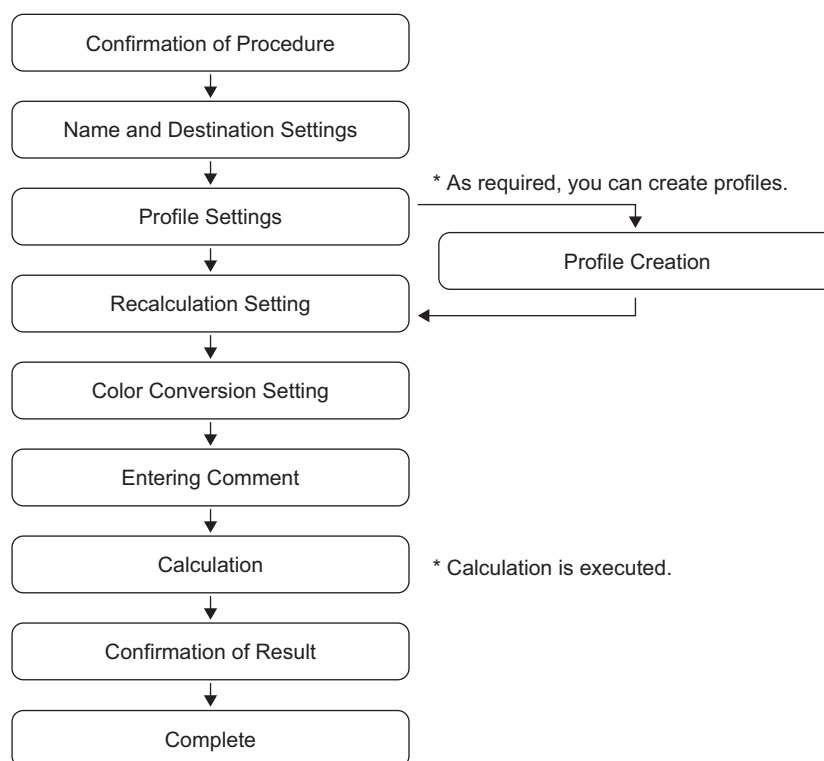 Confirmation of Procedure
Name and Destination Settings
* As required, you can create profiles.
Profile Settings
Profile Creation
Recalculation Setting
Color Conversion Setting
Entering Comment
Calculation
* Calculation is executed.
Confirmation of Result
Complete